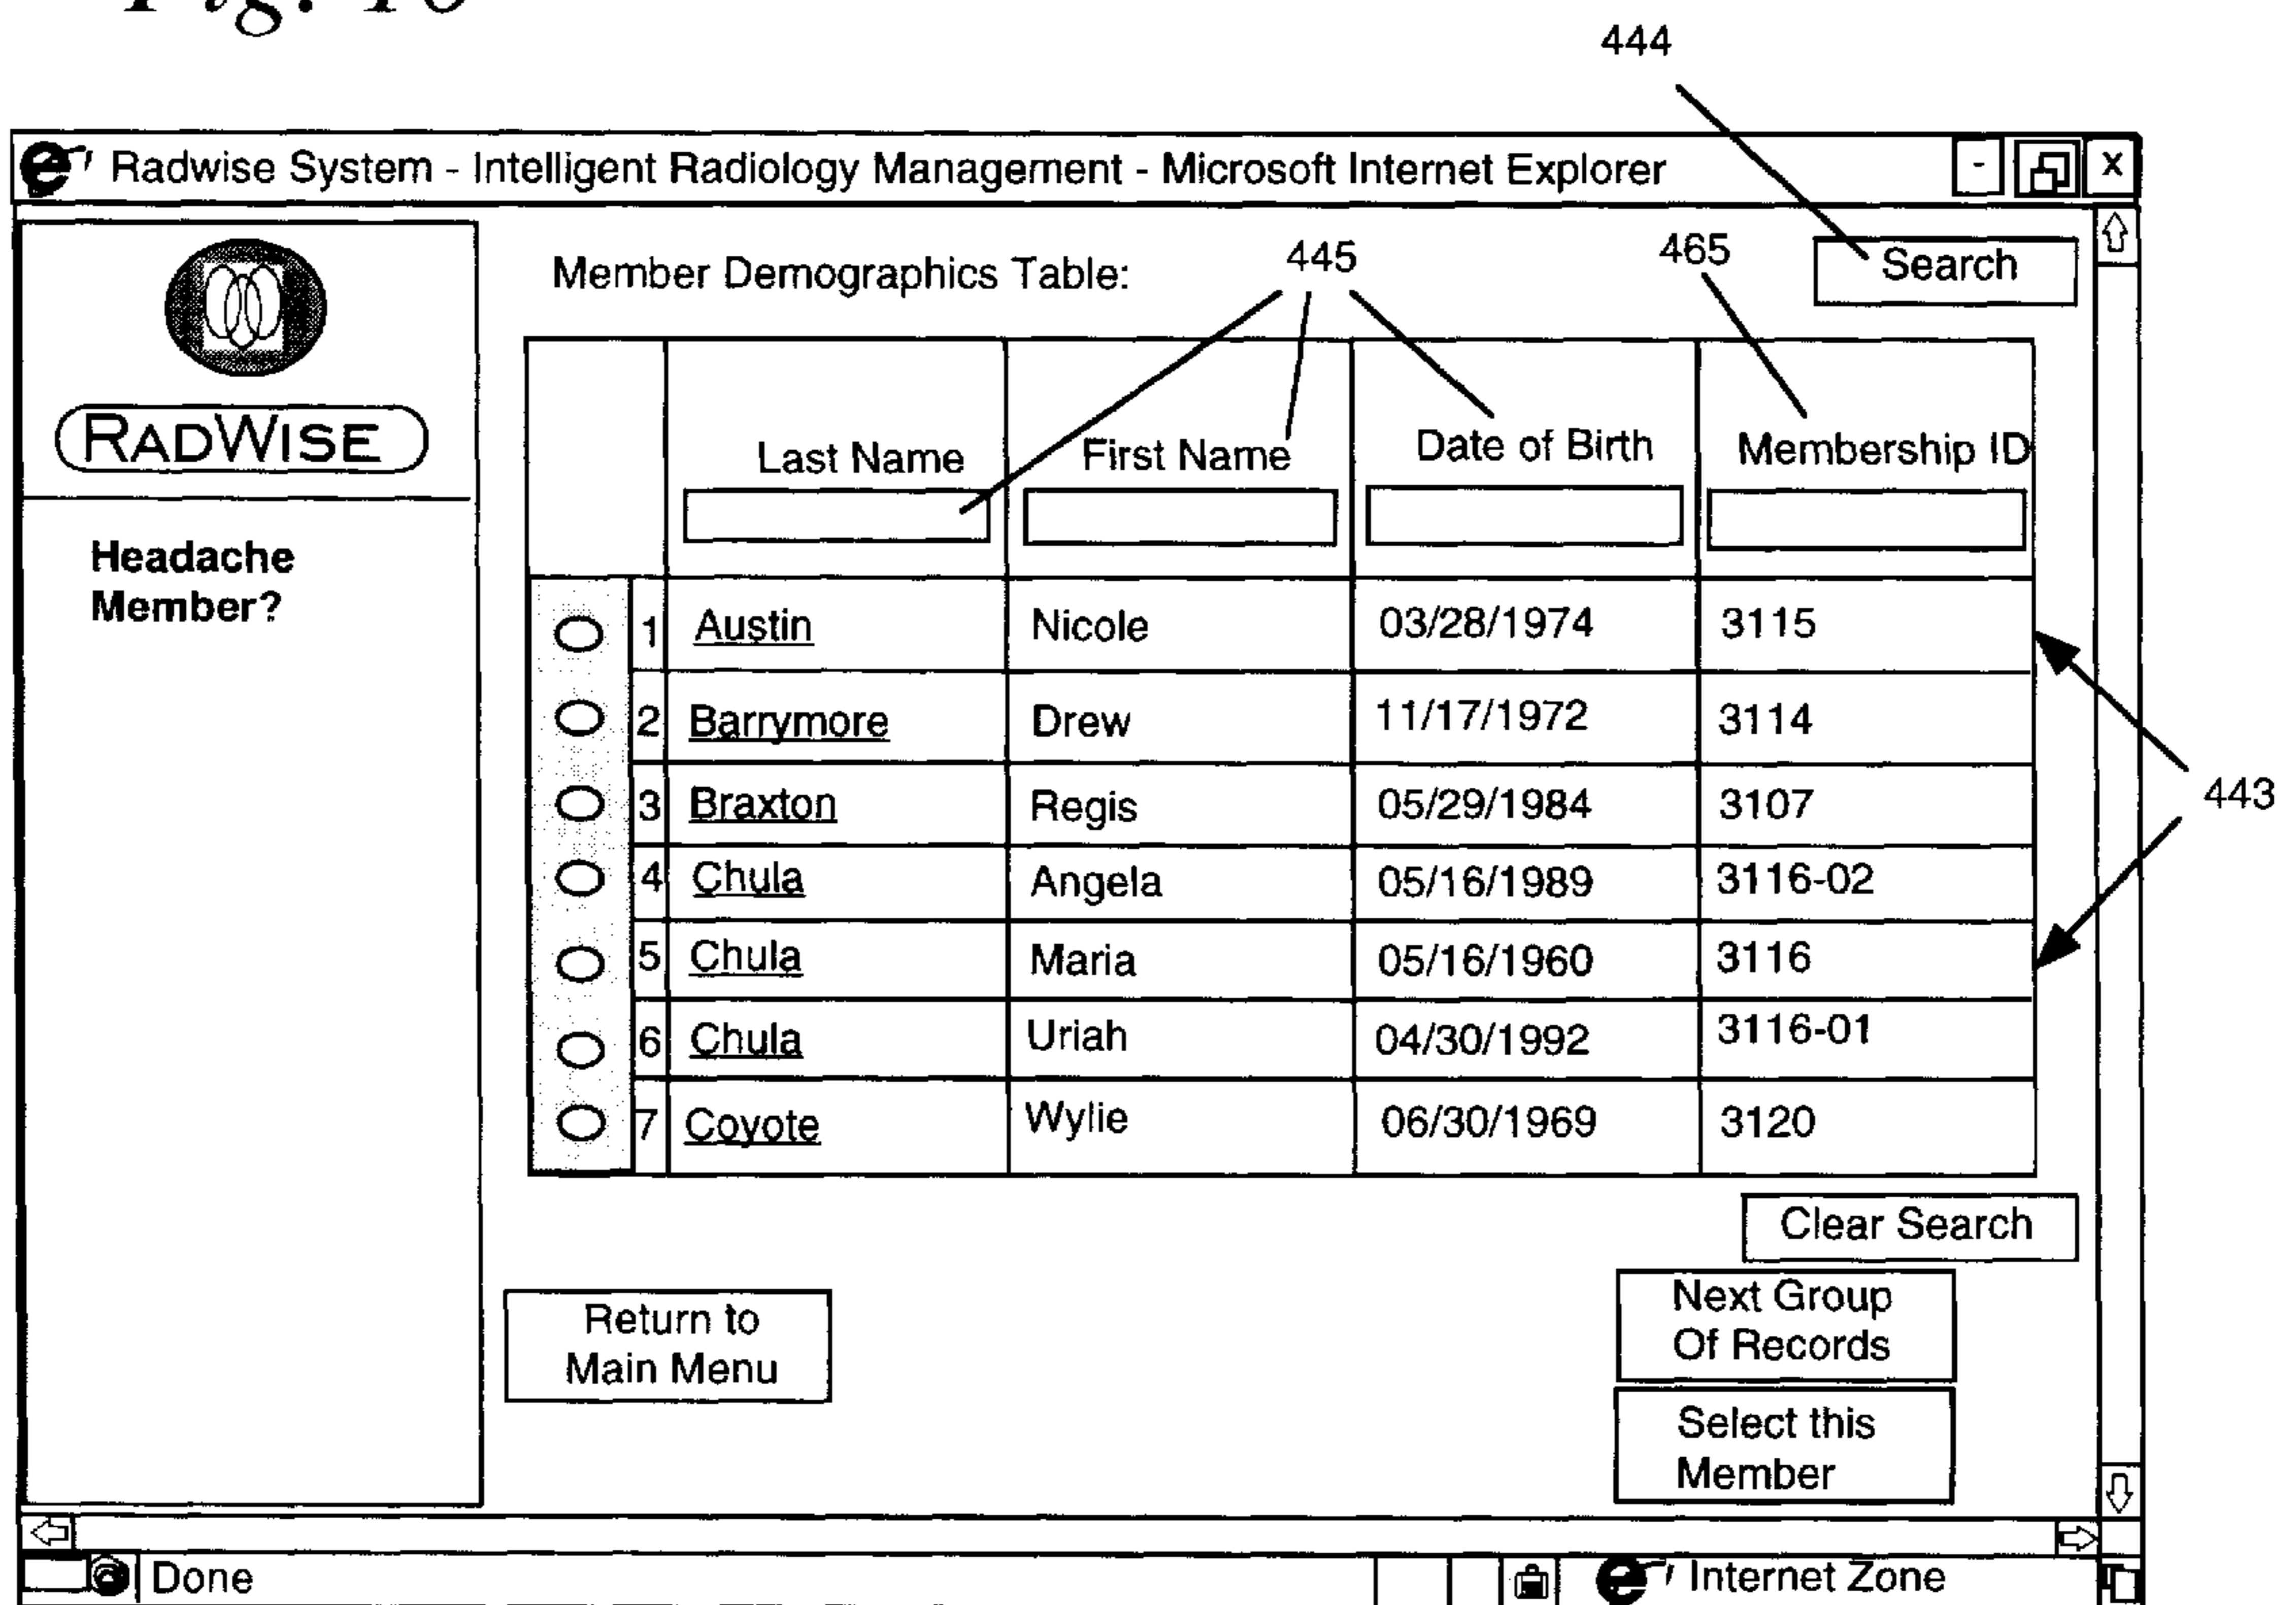 444
Radwise System - Intelligent Radiology Management - Microsoft Internet Explorer - X
Member Demographics Table: 445 465 Search
RADWISE
Last Name First Name Date of Birth Membership ID
Headache
Member?
1 Austin Nicole 03/28/1974 3115
2 Barrymore Drew 11/17/1972 3114
3 Braxton Regis 05/29/1984 3107
443
4 Chula Angela 05/16/1989 3116-02
5 Chula Maria 05/16/1960 3116
6 Chula Uriah 04/30/1992 3116-01
7 Coyote Wylie 06/30/1969 3120
Clear Search
Return to
Main Menu
Next Group
Of Records
Select this
Member
Done Internet Zone